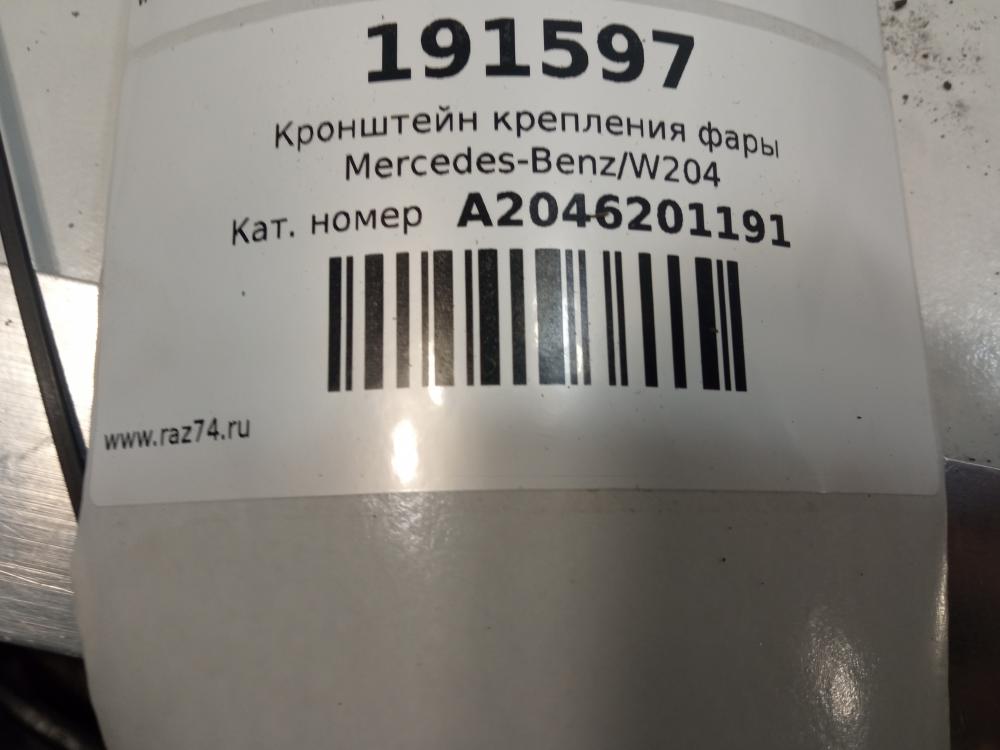 191597
Кронштейн крепления фары
Mercedes-Benz/W204
Кат. номер A2046201191
www.raz74.ru